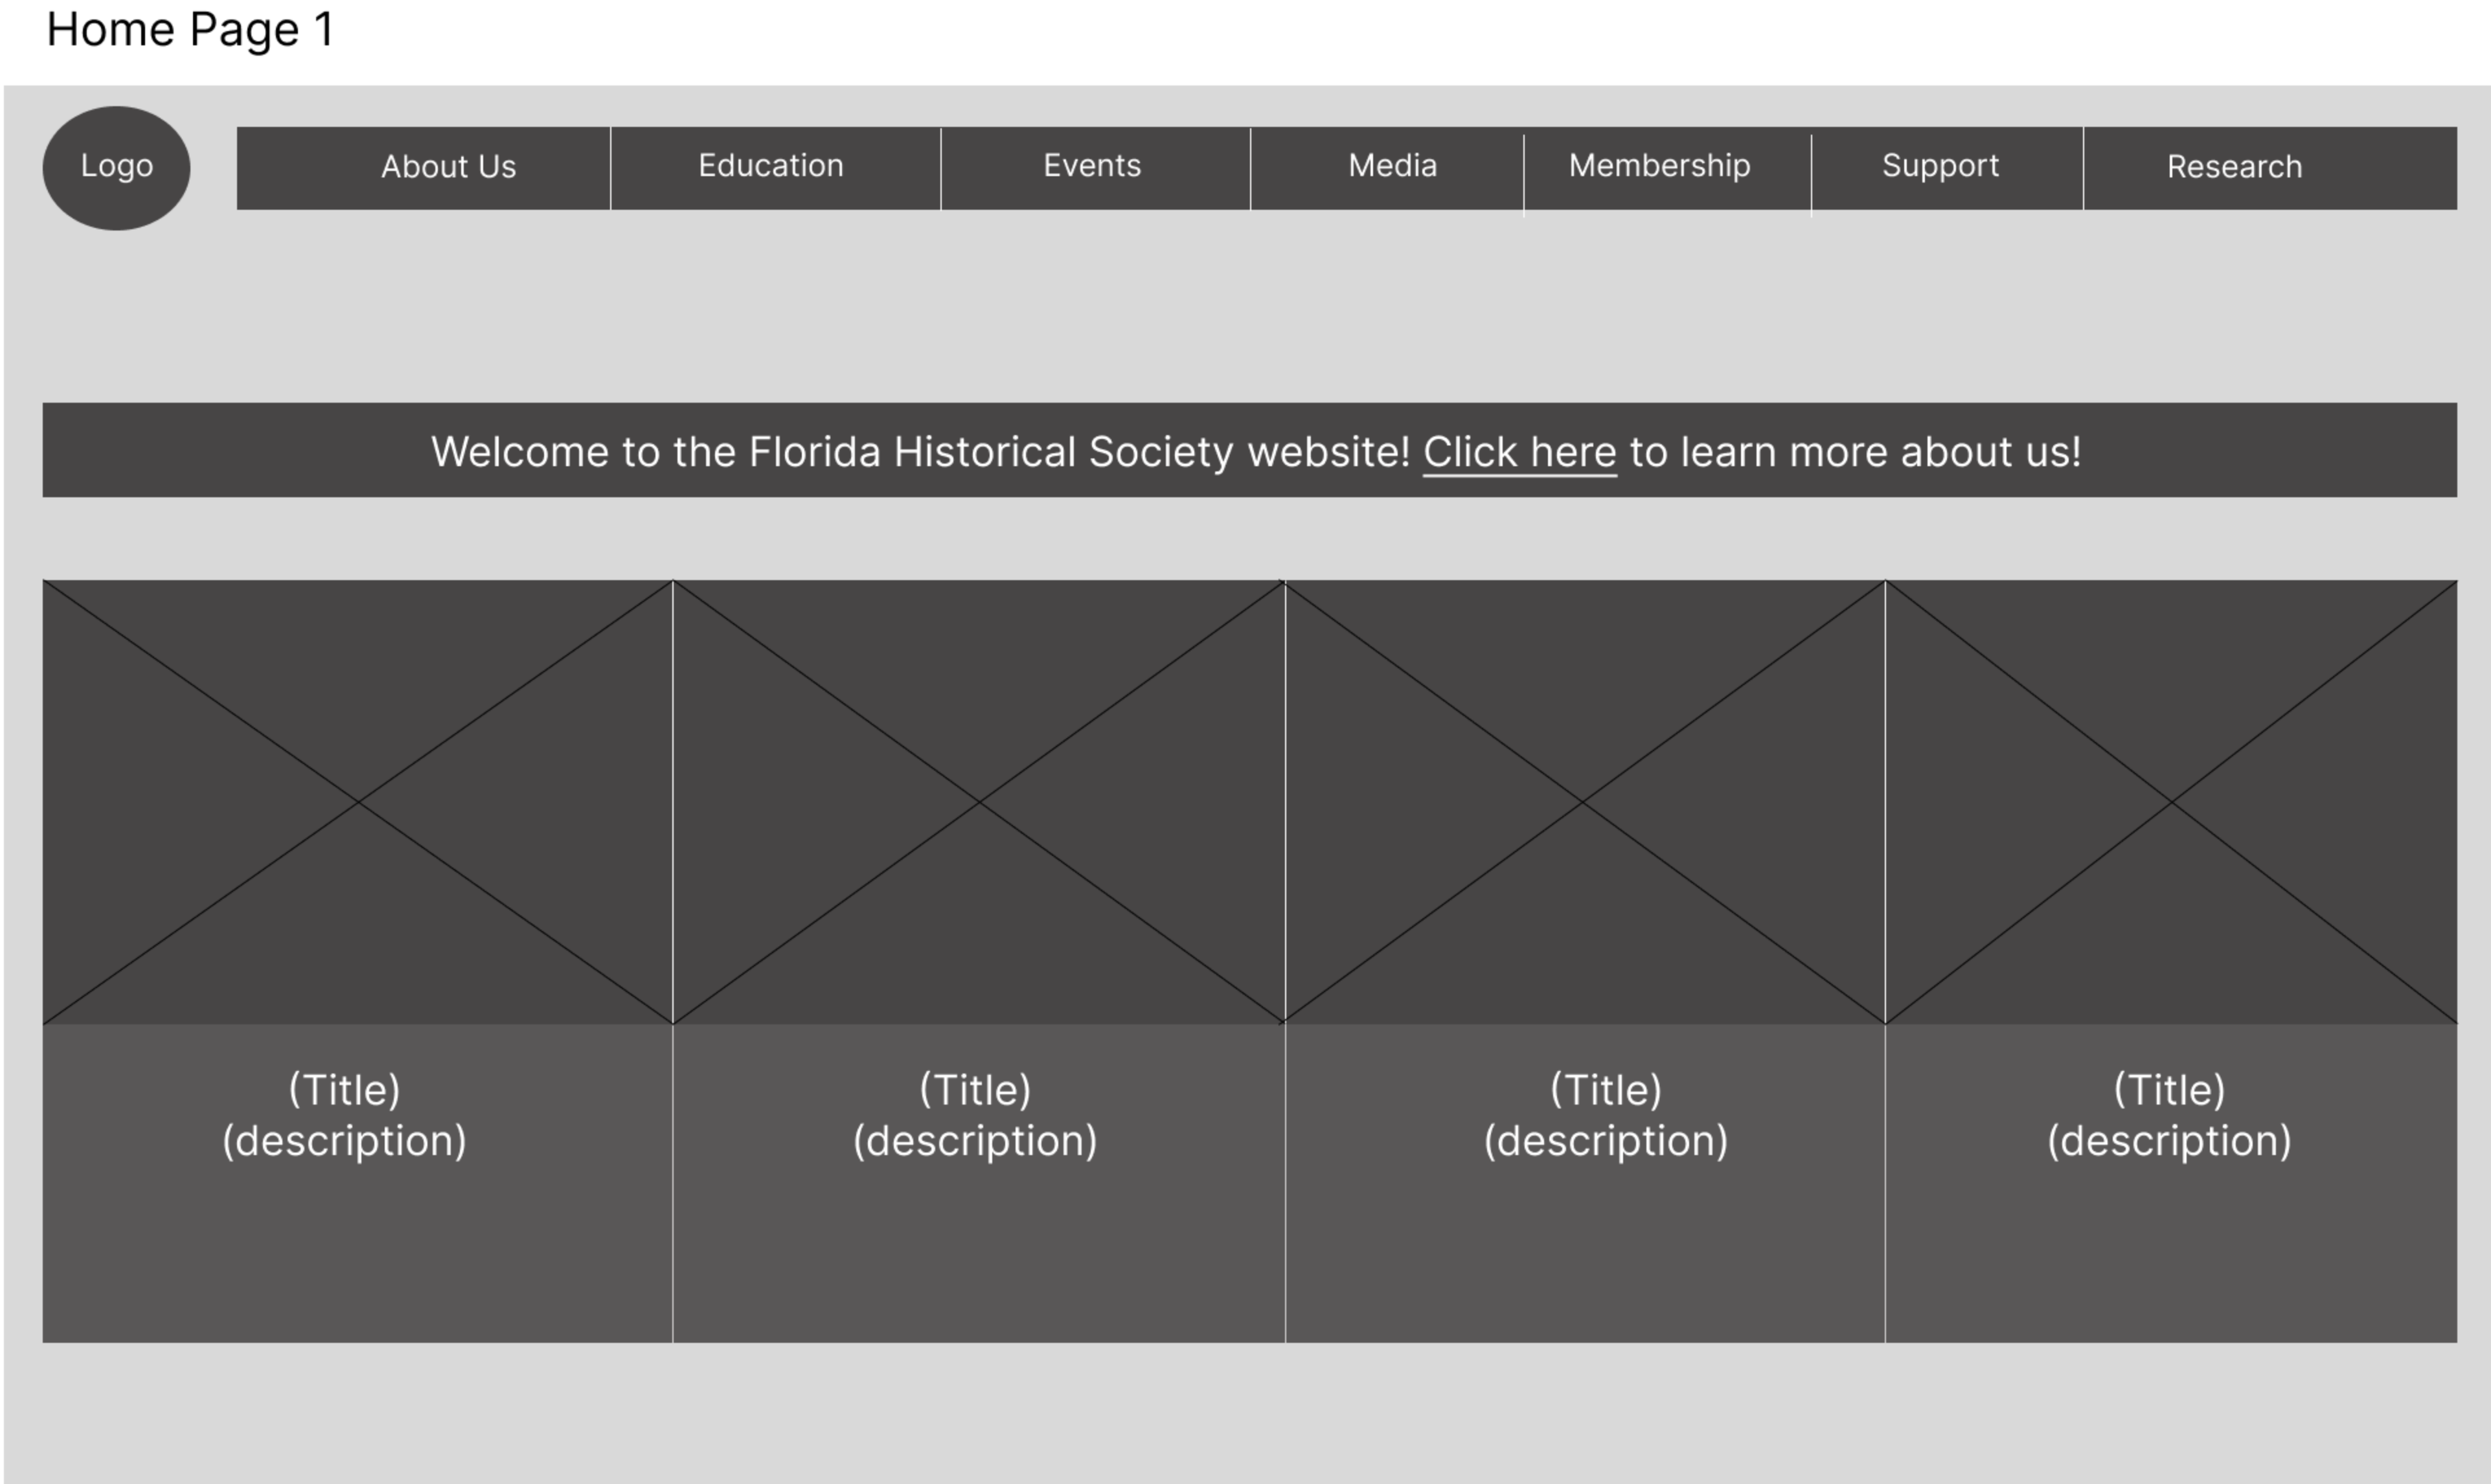 Home Page 1
Logo
About Us
Education
Events
Media
Membership
Support
Research
Welcome to the Florida Historical Society website! Click here to learn more about us!
(Title)
(description)
(Title)
(description)
(Title)
(description)
(Title)
(description)